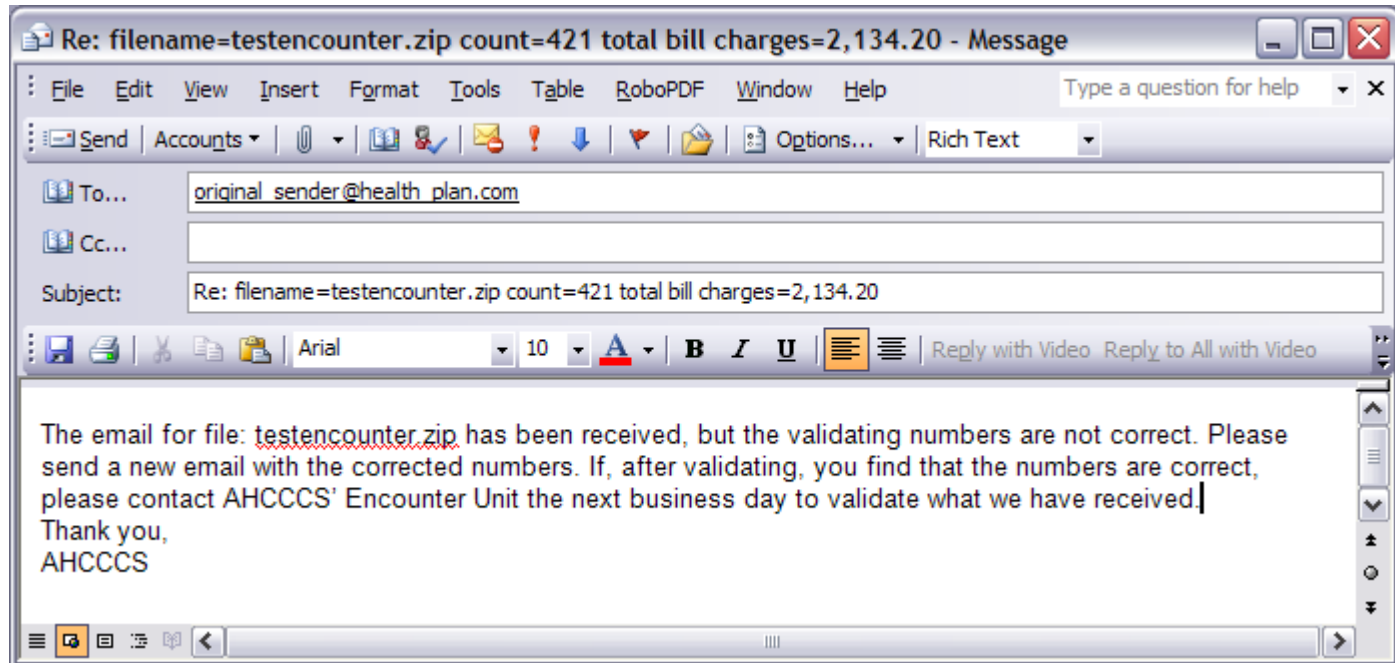 Re: filename=testencounter.zip count=421 total bill charges=2,134.20 - Message
File Edit View Insert Format Tools Table RoboPDF Window Help Type a question for help
Send Accounts Options... Rich Text
To... original_sender@health_plan.com
Cc...
Subject: Re: filename=testencounter.zip count=421 total bill charges=2,134.20
Arial 10 A B I U Reply with Video Reply to All with Video
The email for file: testencounter.zip has been received, but the validating numbers are not correct. Please
send a new email with the corrected numbers. If, after validating, you find that the numbers are correct,
please contact AHCCCS’ Encounter Unit the next business day to validate what we have received.
Thank you,
AHCCCS